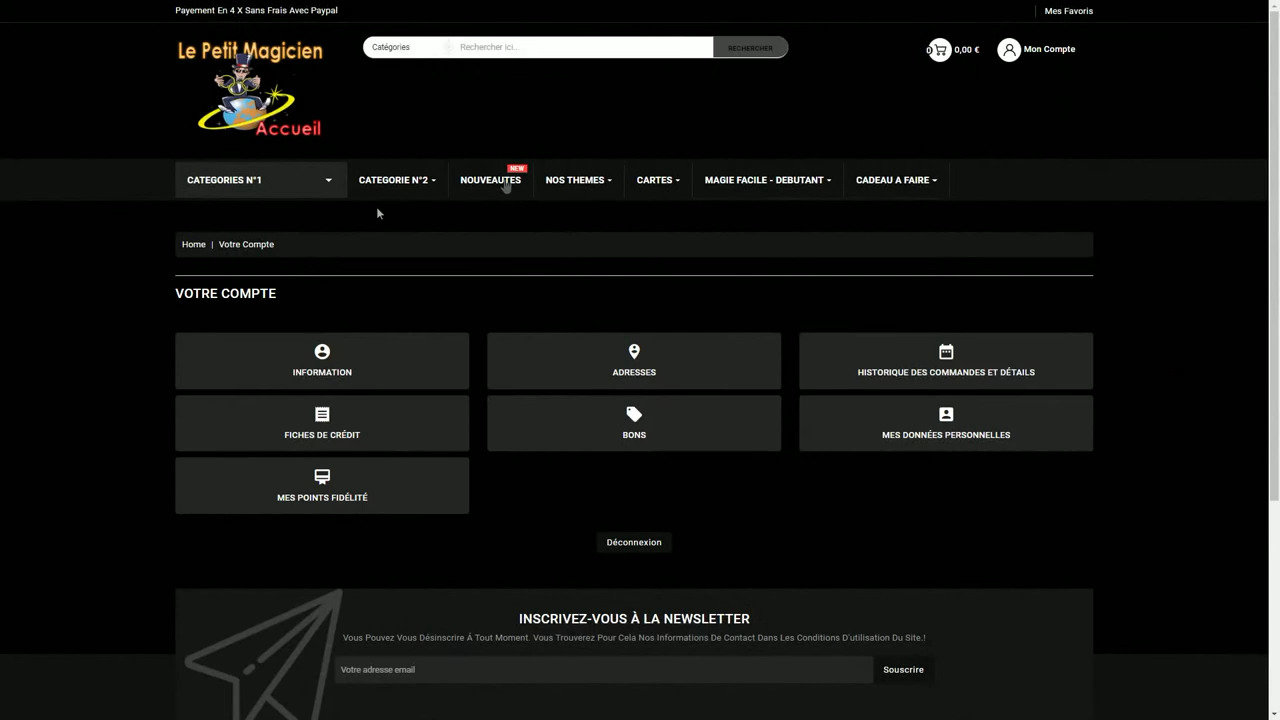 Payement En 4 X Sans Frais Avec Paypal
Mes Favoris
Le Petit Magicien
Accueil
Catégories
Rechercher ici...
RECHERCHER
0
0,00 €
Mon Compte
CATEGORIES N°1
CATEGORIE N°2
NOUVEAUTES
NEW
NOS THEMES
CARTES
MAGIE FACILE - DEBUTANT
CADEAU A FAIRE
Home | Votre Compte
VOTRE COMPTE
INFORMATION
ADRESSES
HISTORIQUE DES COMMANDES ET DÉTAILS
FICHES DE CRÉDIT
BONS
MES DONNÉES PERSONNELLES
MES POINTS FIDÉLITÉ
Déconnexion
INSCRIVEZ-VOUS À LA NEWSLETTER
Vous Pouvez Vous Désinscrire Á Tout Moment. Vous Trouverez Pour Cela Nos Informations De Contact Dans Les Conditions D'utilisation Du Site.!
Votre adresse email
Souscrire